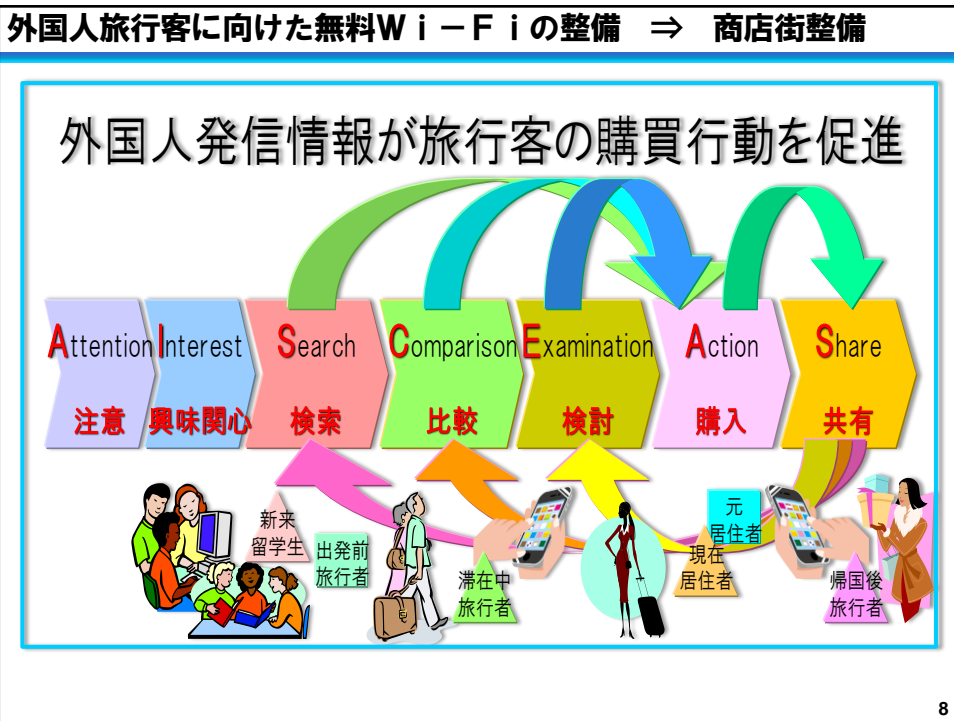 外国人旅行客に向けた無料Ｗｉ－Ｆｉの整備　⇒　商店街整備
外国人発信情報が旅行客の購買行動を促進
Attention
注意
Interest
興味関心
Search
検索
Comparison
比較
Examination
検討
Action
購入
Share
共有
新来
留学生
出発前
旅行者
滞在中
旅行者
元
居住者
現在
居住者
帰国後
旅行者
8